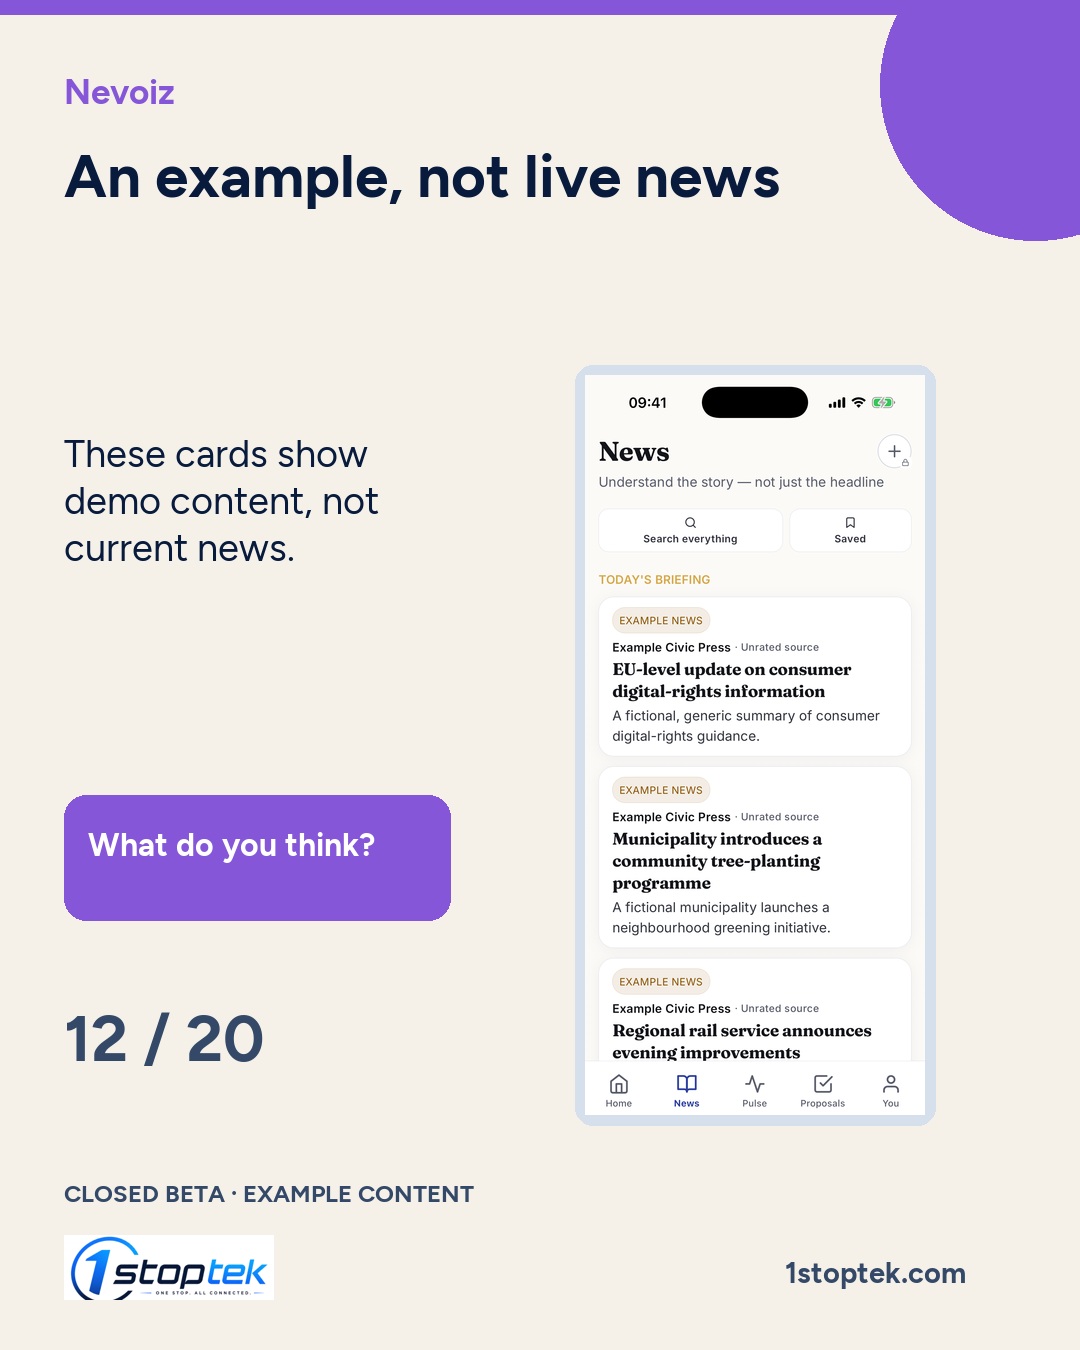 Nevoiz
An example, not live news
These cards show
demo content, not
current news.
What do you think?
12 / 20
09:41
News
Understand the story — not just the headline
Search everything
Saved
TODAY'S BRIEFING
EXAMPLE NEWS
Example Civic Press · Unrated source
EU-level update on consumer
digital-rights information
A fictional, generic summary of consumer
digital-rights guidance.
EXAMPLE NEWS
Example Civic Press · Unrated source
Municipality introduces a
community tree-planting
programme
A fictional municipality launches a
neighbourhood greening initiative.
EXAMPLE NEWS
Example Civic Press · Unrated source
Regional rail service announces
evening improvements
Home
News
Pulse
Proposals
You
CLOSED BETA · EXAMPLE CONTENT
1stoptek
ONE STOP. ALL CONNECTED.
1stoptek.com